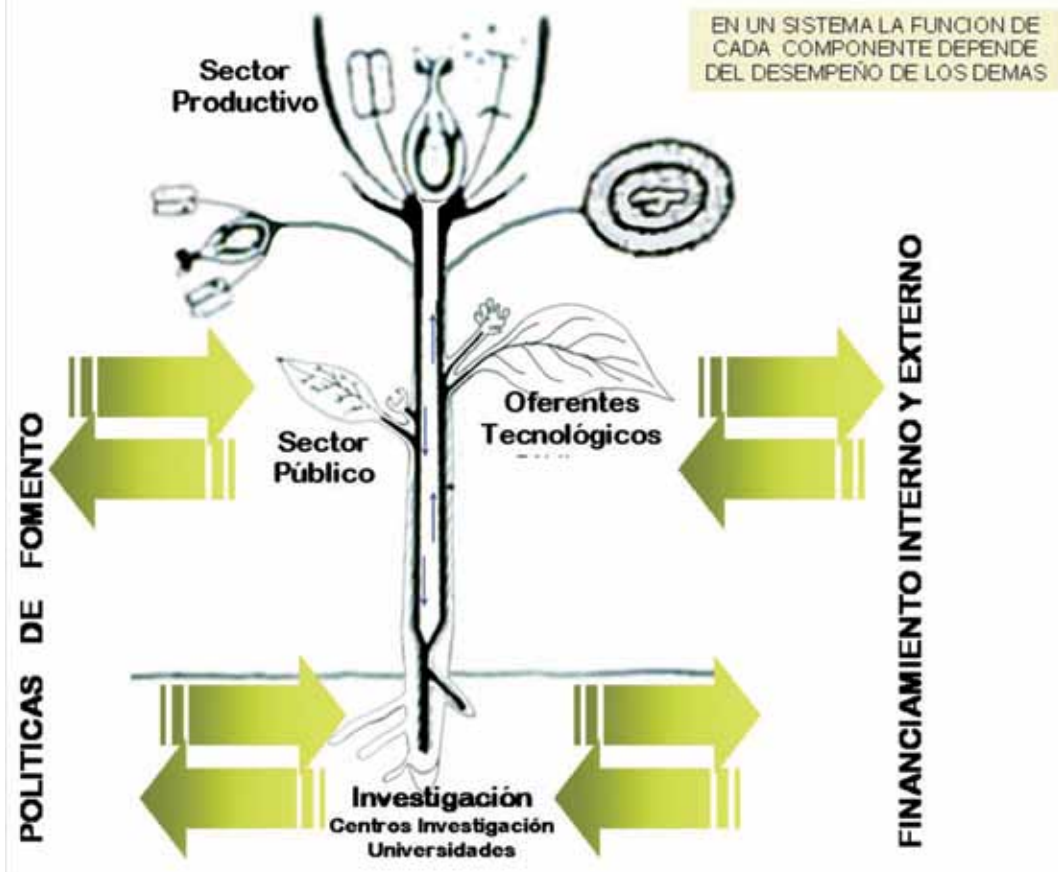 EN UN SISTEMA LA FUNCION DE
CADA COMPONENTE DEPENDE
DEL DESEMPEÑO DE LOS DEMAS
Sector
Productivo
Oferentes
Tecnológicos
Sector
Público
POLITICAS DE FOMENTO
FINANCIAMIENTO INTERNO Y EXTERNO
Investigación
Centros Investigación
Universidades